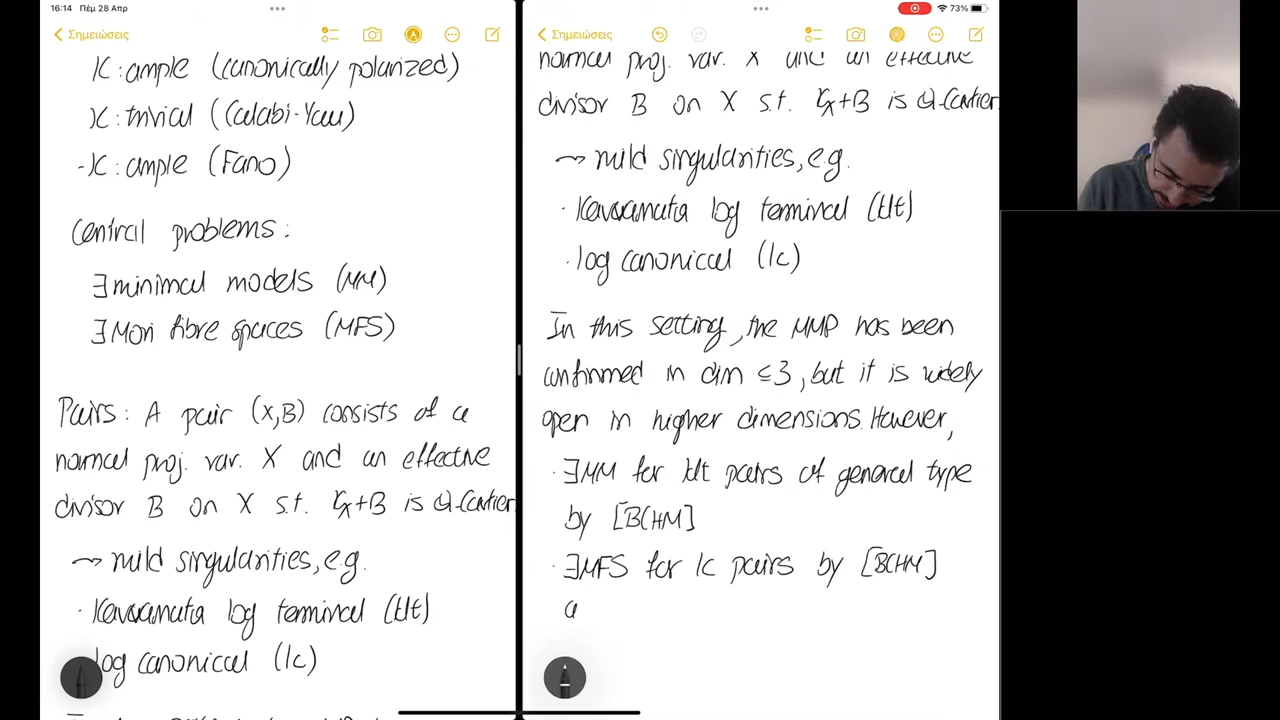 16:14 Πέμ 28 Απρ
73%
Σημειώσεις
K: ample (canonically polarized)
K: trivial (Calabi-Yau)
-K: ample (Fano)
Central problems:
∃ minimal models (MM)
∃ Mori fibre spaces (MFS)
Pairs: A pair (X,B) consists of a
normal proj. var. X and an effective
divisor B on X s.t. KX+B is Q-Cartier
→ mild singularities, e.g.
· Kawamata log terminal (klt)
log canonical (lc)
Σημειώσεις
normal proj. var. X and an effective
divisor B on X s.t. KX+B is Q-Cartier.
→ mild singularities, e.g.
· Kawamata log terminal (klt)
· log canonical (lc)
In this setting, the MMP has been
confirmed in dim ≤3, but it is widely
open in higher dimensions. However,
· ∃MM for klt pairs of general type
by [BCHM]
· ∃MFS for lc pairs by [BCHM]
a